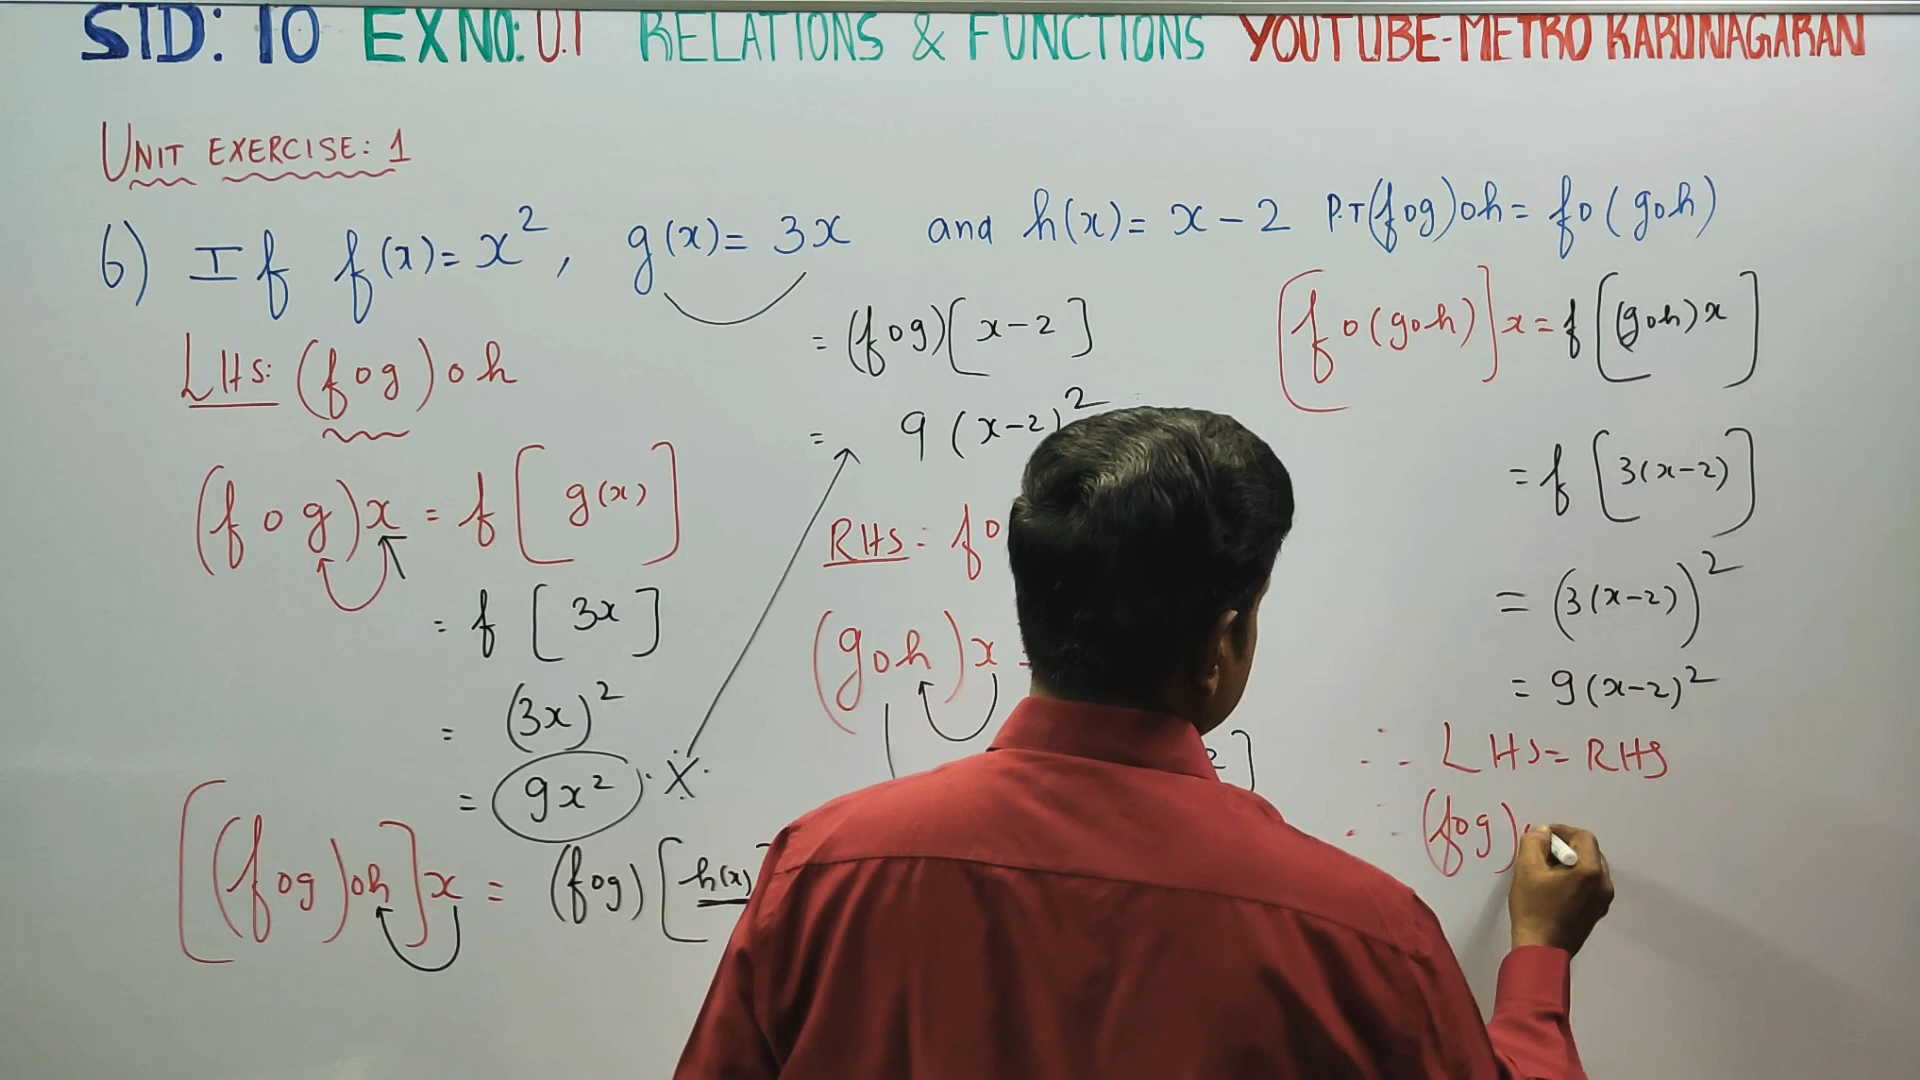 STD: 10 EX NO: U.1 RELATIONS & FUNCTIONS YOUTUBE-METRO KARUNAGARAN
UNIT EXERCISE: 1
6) If f(x)= x², g(x)= 3x and h(x)= x-2 P.T (fog)oh = fo(goh)
LHS: (fog)oh
(fog)x = f[g(x)]
= f[3x]
= (3x)²
= 9x²
[(fog)oh]x = (fog)[h(x)
= (fog)[x-2]
= 9(x-2)²
RHS: fo
(goh)x
2]
[fo(goh)]x = f[(goh)x]
= f[3(x-2)]
= (3(x-2))²
= 9(x-2)²
∴ LHS = RHS
∴ (fog)